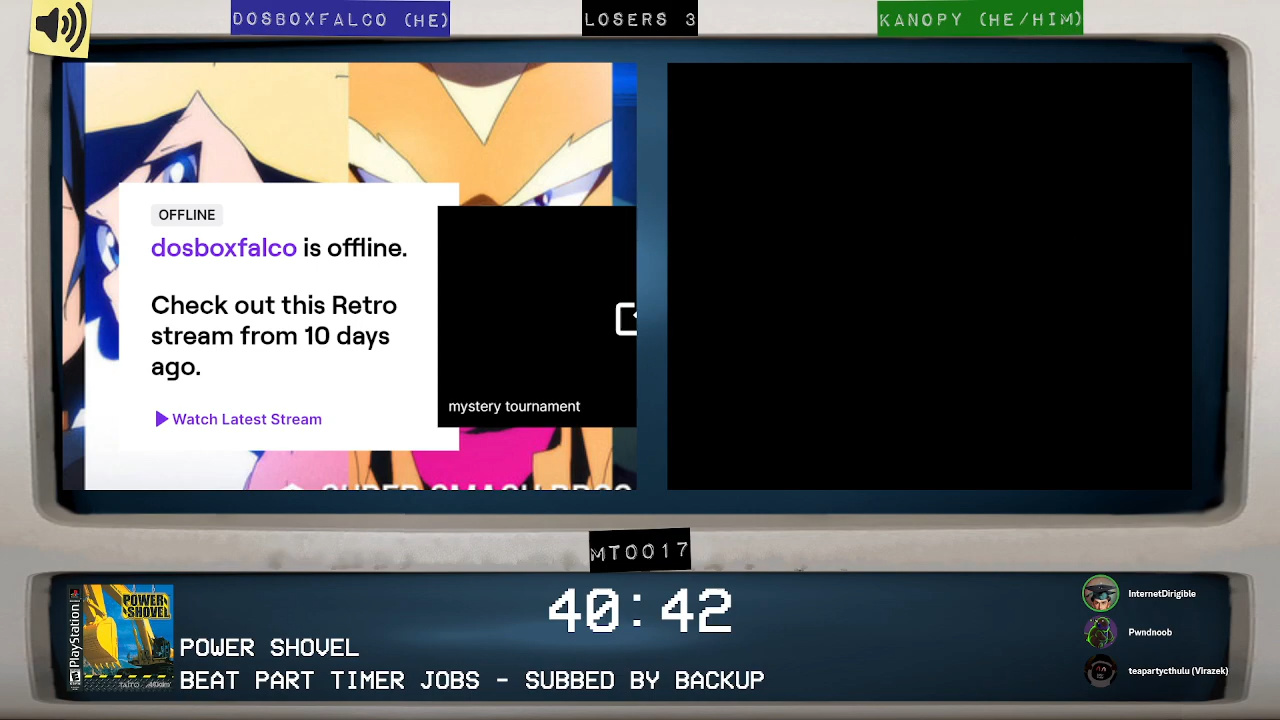 DOSBOXFALCO (HE)
LOSERS 3
KANOPY (HE/HIM)
OFFLINE
dosboxfalco is offline.
Check out this Retro
stream from 10 days
ago.
Watch Latest Stream
mystery tournament
MT0017
40:42
PlayStation
POWER
SHOVEL
TAITO
POWER SHOVEL
BEAT PART TIMER JOBS - SUBBED BY BACKUP
InternetDirigible
Pwndnoob
teapartycthulu (Virazek)